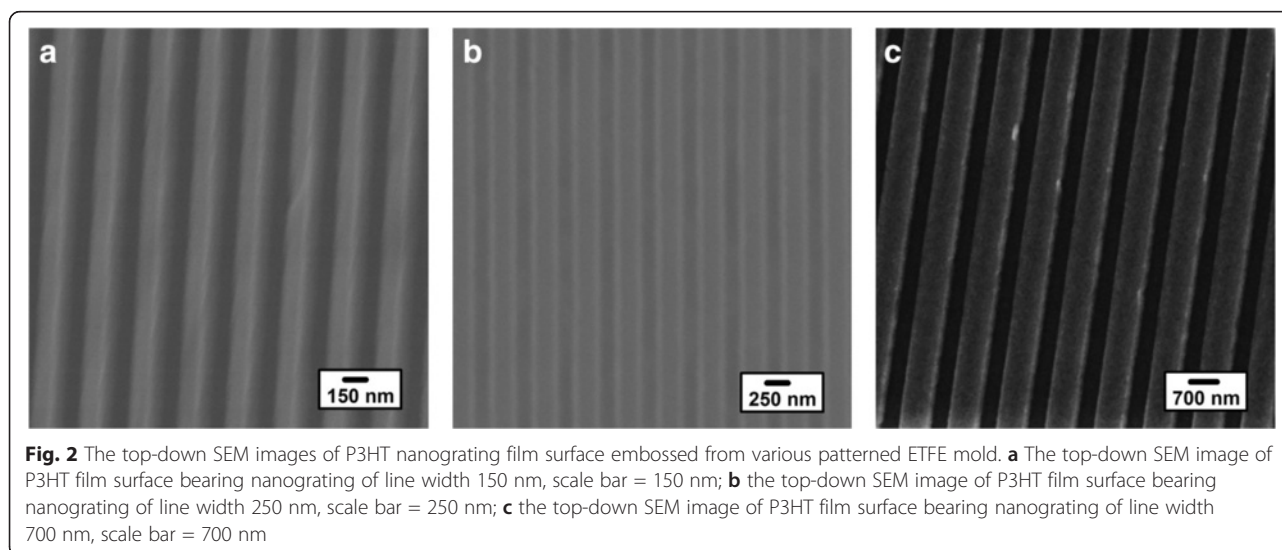 a
b
c
150 nm
250 nm
700 nm
Fig. 2 The top-down SEM images of P3HT nanograting film surface embossed from various patterned ETFE mold. a The top-down SEM image of
P3HT film surface bearing nanograting of line width 150 nm, scale bar = 150 nm; b the top-down SEM image of P3HT film surface bearing
nanograting of line width 250 nm, scale bar = 250 nm; c the top-down SEM image of P3HT film surface bearing nanograting of line width
700 nm, scale bar = 700 nm